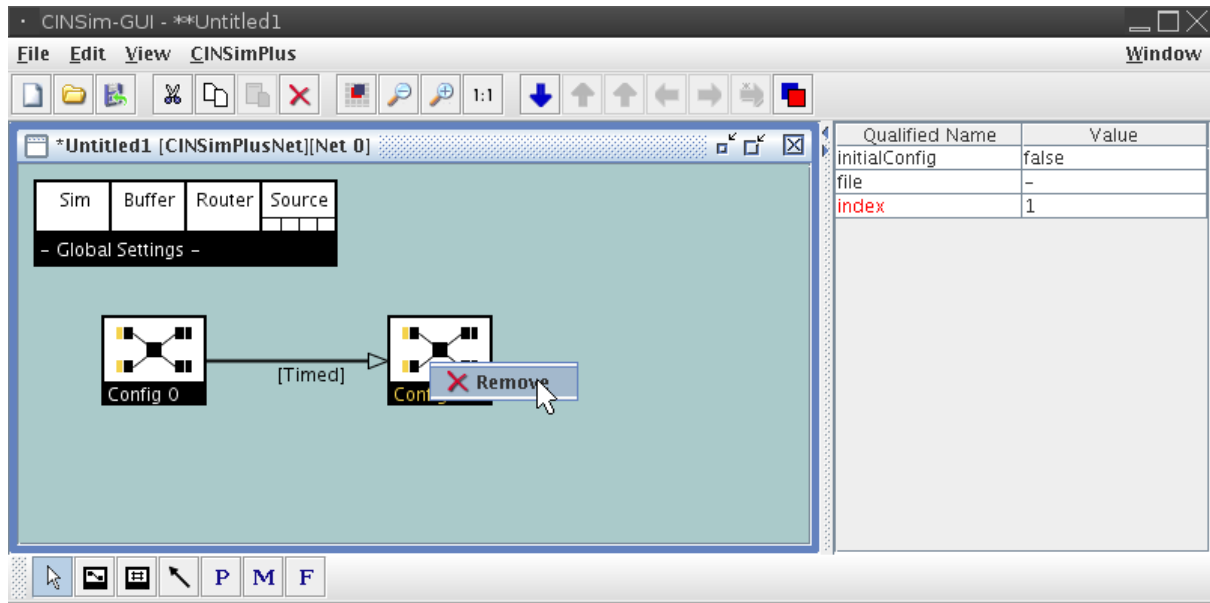 CINSim-GUI - **Untitled1
File Edit View CINSimPlus Window
1:1
*Untitled1 [CINSimPlusNet][Net 0]
Qualified Name Value
initialConfig false
file –
index 1
Sim Buffer Router Source
– Global Settings –
[Timed]
Config 0
Remove
P M F